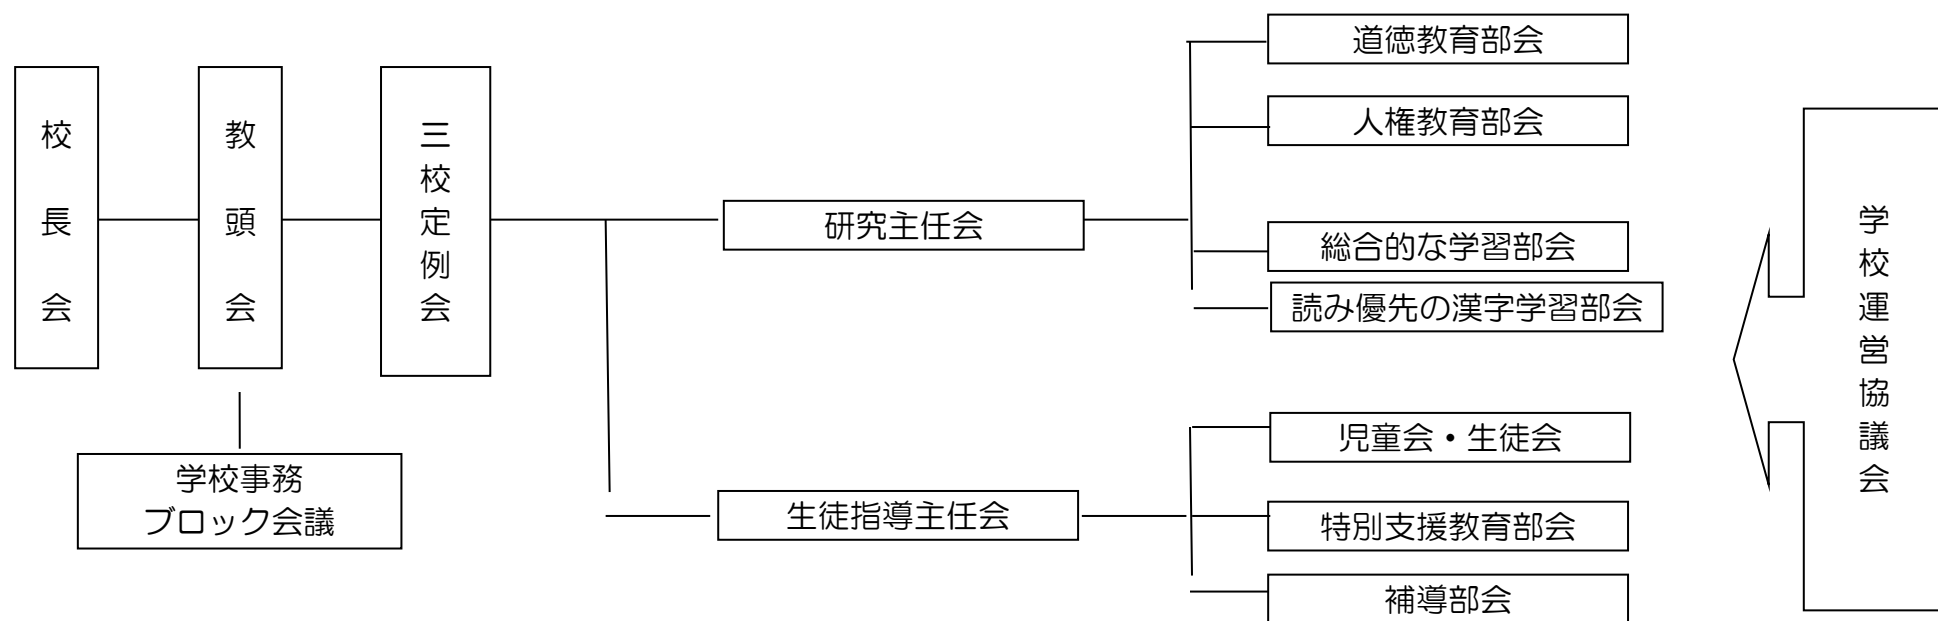 校長会
教頭会
三校定例会
学校事務
ブロック会議
研究主任会
生徒指導主任会
道徳教育部会
人権教育部会
総合的な学習部会
読み優先の漢字学習部会
児童会・生徒会
特別支援教育部会
補導部会
学校運営協議会